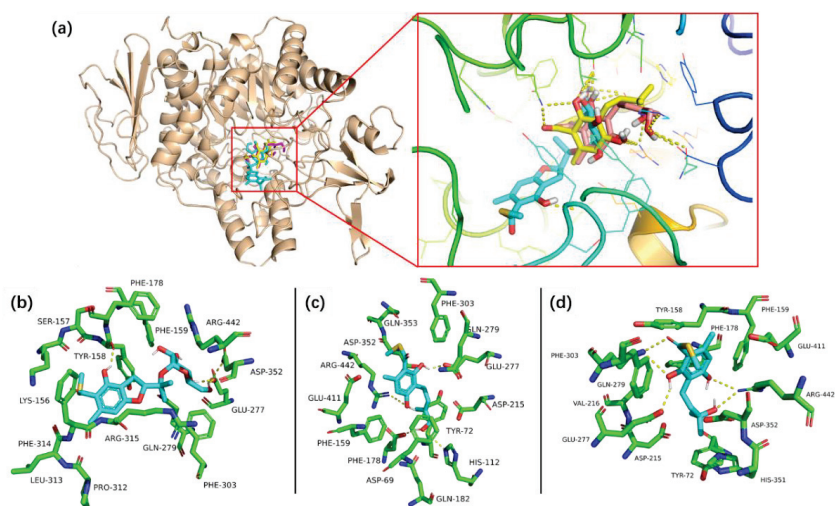 (a)
(b)
PHE-178
SER-157
PHE-159
ARG-442
TYR-158
ASP-352
LYS-156
GLU-277
PHE-314
ARG-315
GLN-279
LEU-313
PHE-303
PRO-312
(c)
PHE-303
GLN-353
GLN-279
ASP-352
GLU-277
ARG-442
GLU-411
ASP-215
TYR-72
PHE-159
PHE-178
HIS-112
ASP-69
GLN-182
(d)
TYR-158
PHE-159
PHE-178
GLU-411
PHE-303
GLN-279
ARG-442
VAL-216
ASP-352
GLU-277
ASP-215
TYR-72
HIS-351